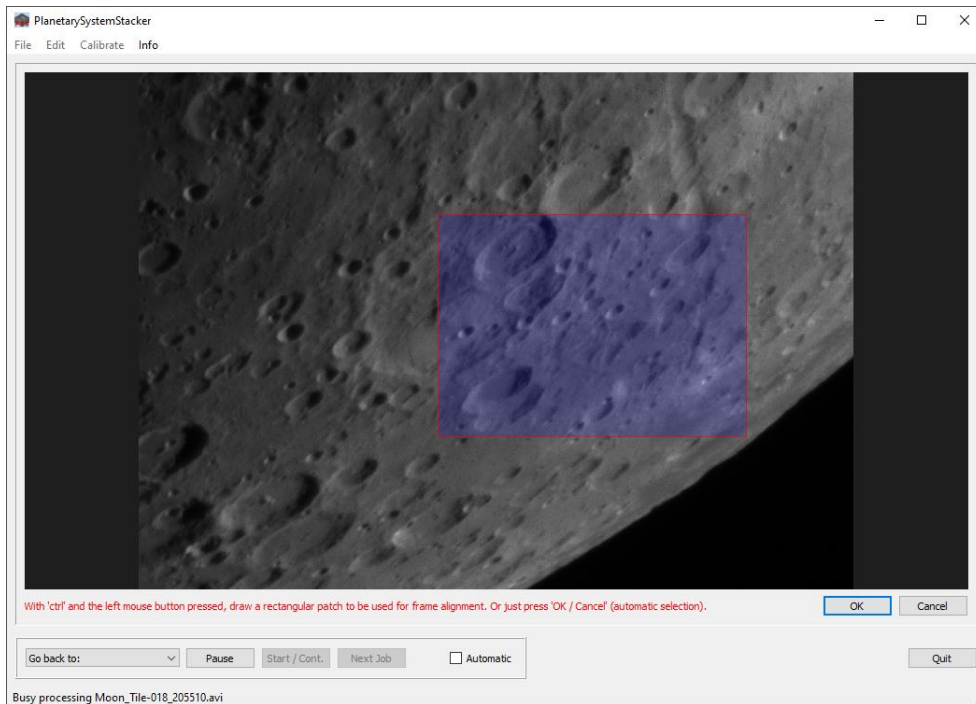 PlanetarySystemStacker
File Edit Calibrate Info
With 'ctrl' and the left mouse button pressed, draw a rectangular patch to be used for frame alignment. Or just press 'OK / Cancel' (automatic selection).
OK Cancel
Go back to: Pause Start / Cont. Next Job Automatic Quit
Busy processing Moon_Tile-018_205510.avi